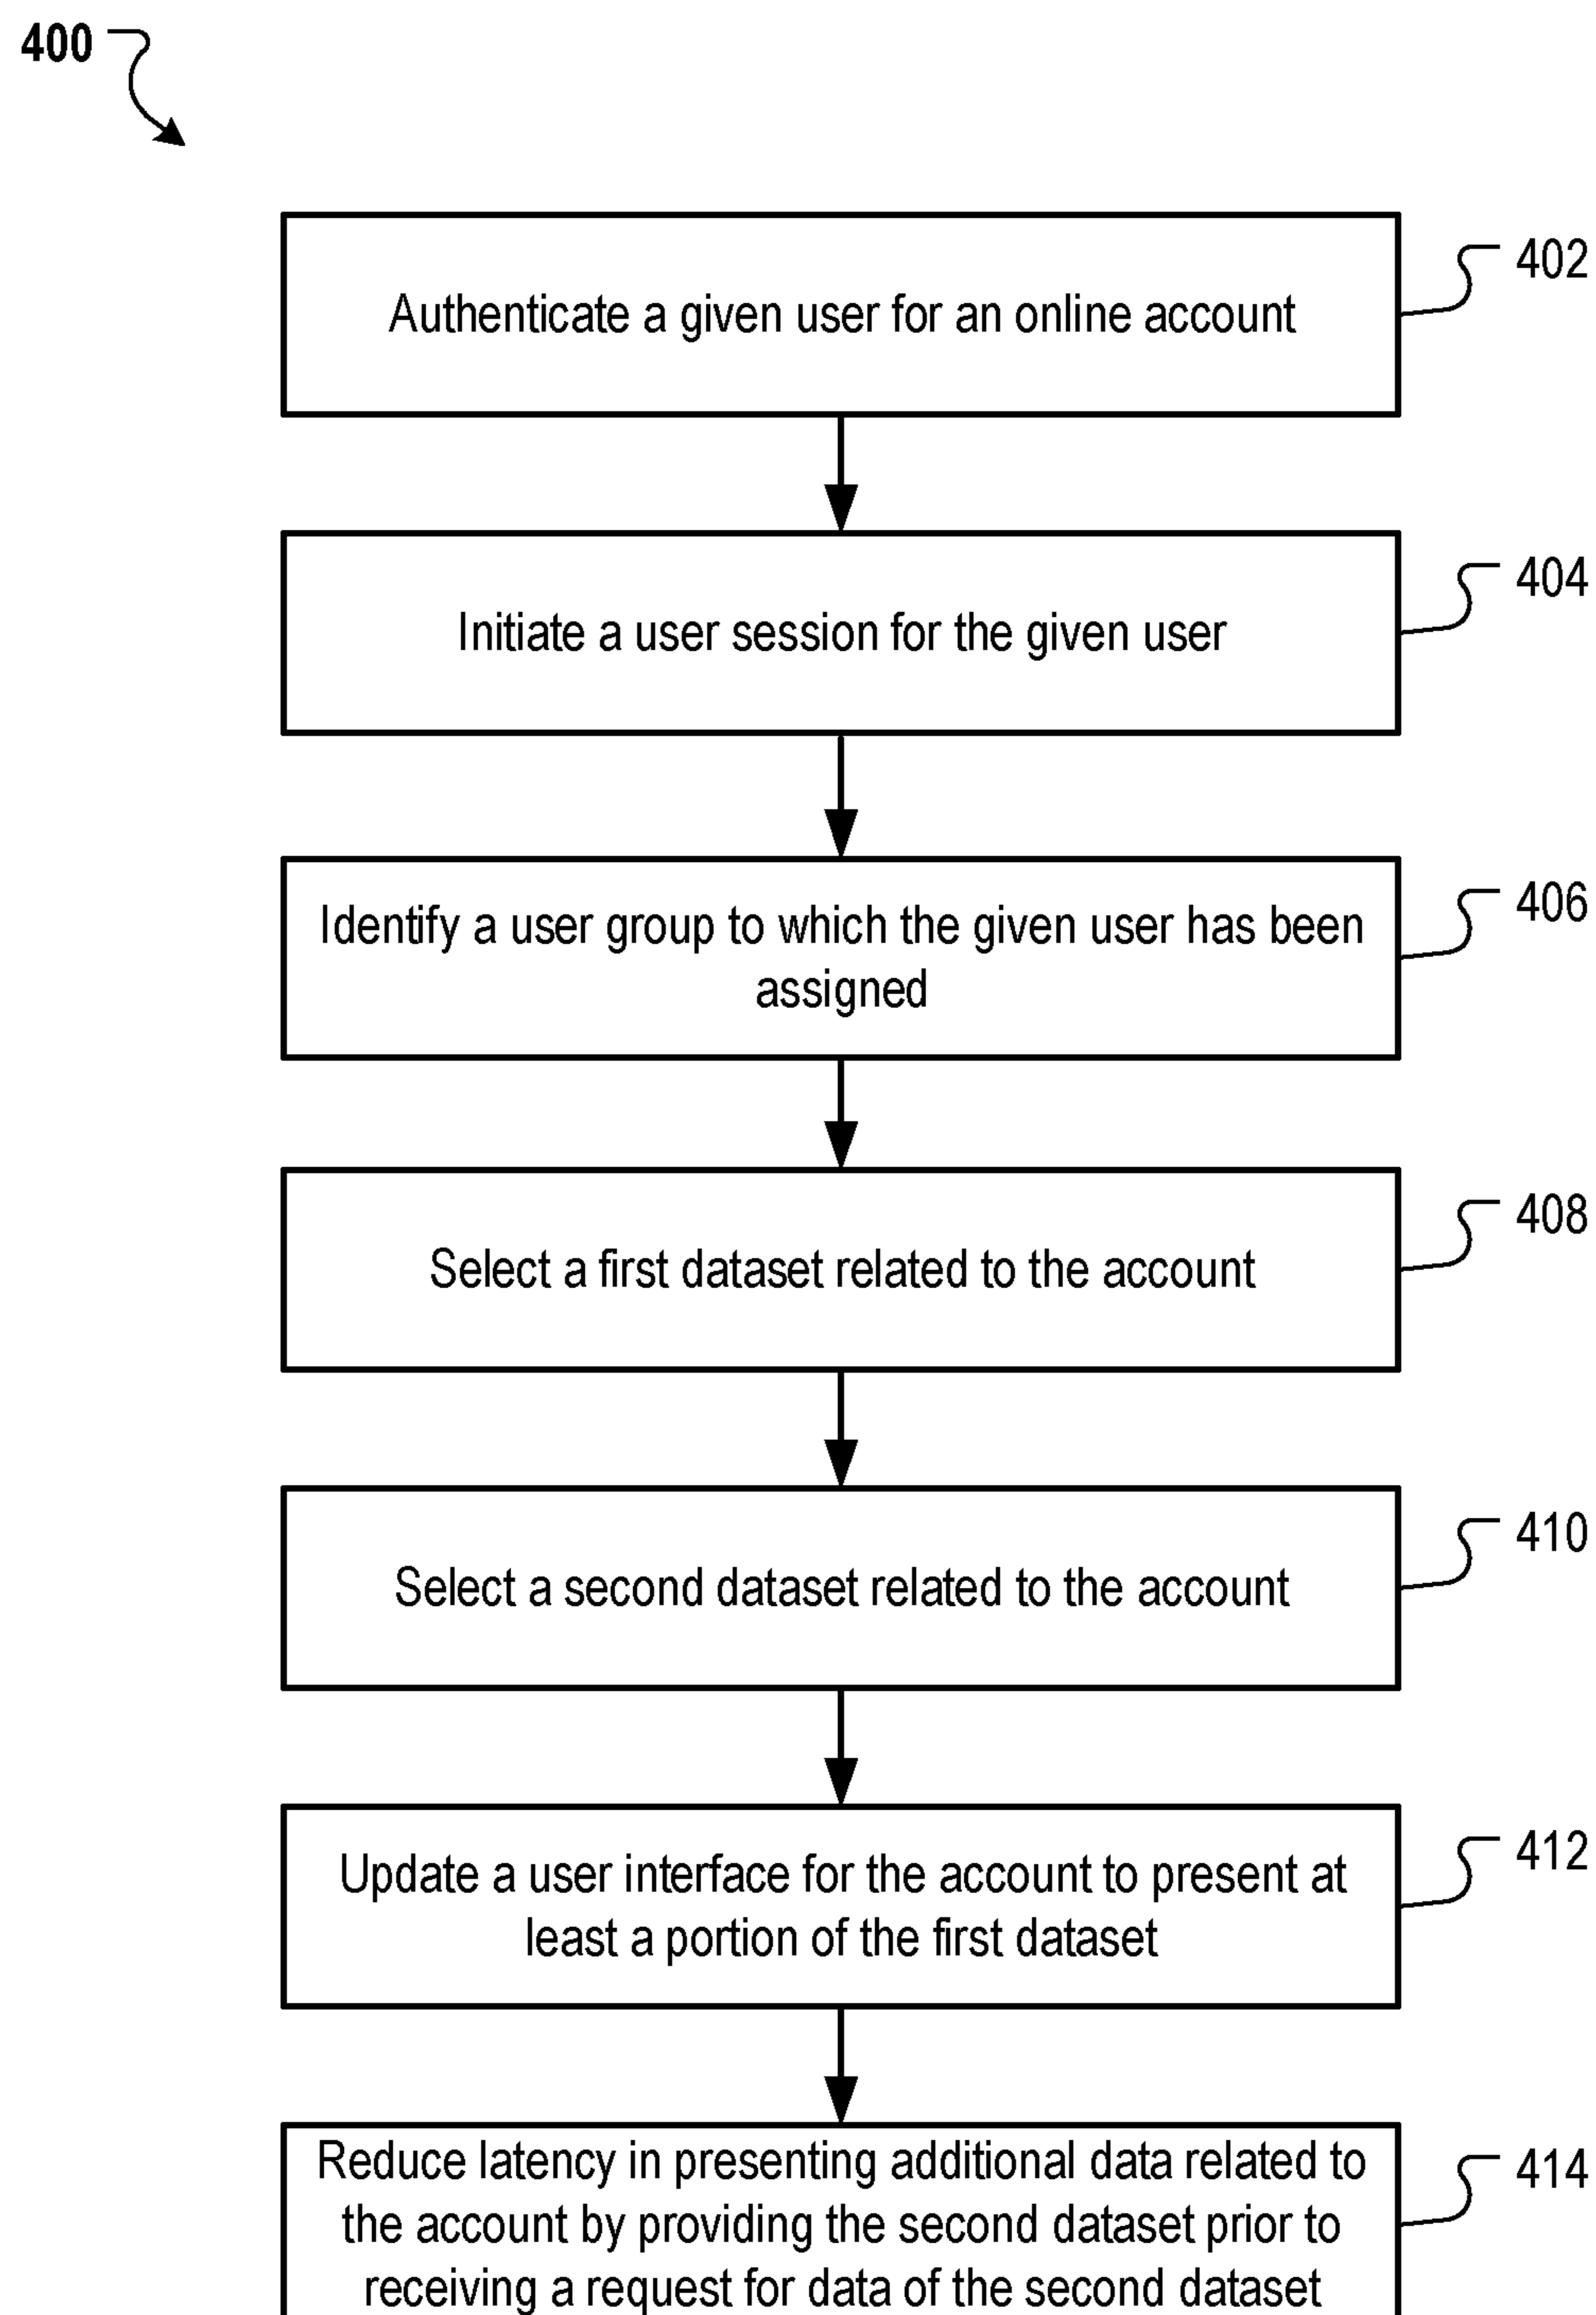 400
Authenticate a given user for an online account
402
Initiate a user session for the given user
404
Identify a user group to which the given user has been
assigned
406
Select a first dataset related to the account
408
Select a second dataset related to the account
410
Update a user interface for the account to present at
least a portion of the first dataset
412
Reduce latency in presenting additional data related to
the account by providing the second dataset prior to
receiving a request for data of the second dataset
414